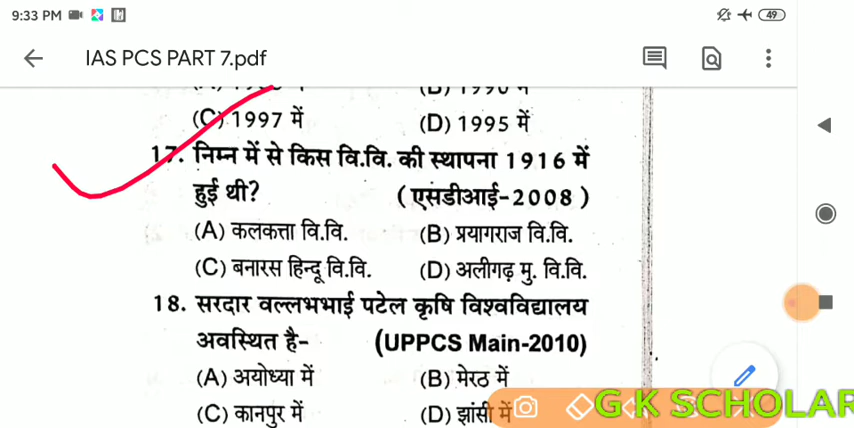 9:33 PM
49
IAS PCS PART 7.pdf
(C) 1997 में (D) 1995 में
17. निम्न में से किस वि.वि. की स्थापना 1916 में
हुई थी? (एसडीआई-2008)
(A) कलकत्ता वि.वि. (B) प्रयागराज वि.वि.
(C) बनारस हिन्दू वि.वि. (D) अलीगढ़ मु. वि.वि.
18. सरदार वल्लभभाई पटेल कृषि विश्वविद्यालय
अवस्थित है- (UPPCS Main-2010)
(A) अयोध्या में (B) मेरठ में
(C) कानपुर में (D) झांसी में
G K SCHOLAR